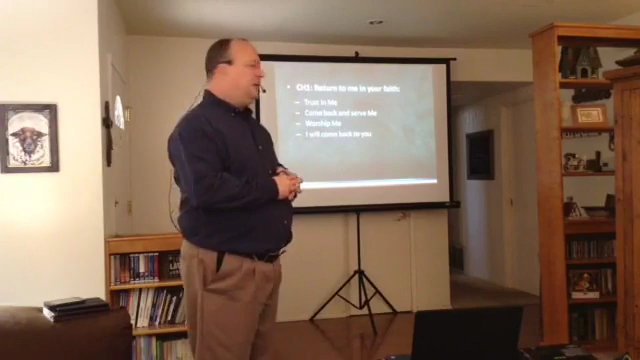 • CH1: Return to me in your faith:
– Trust in Me
– Come back and serve Me
– Worship Me
– I will come back to you